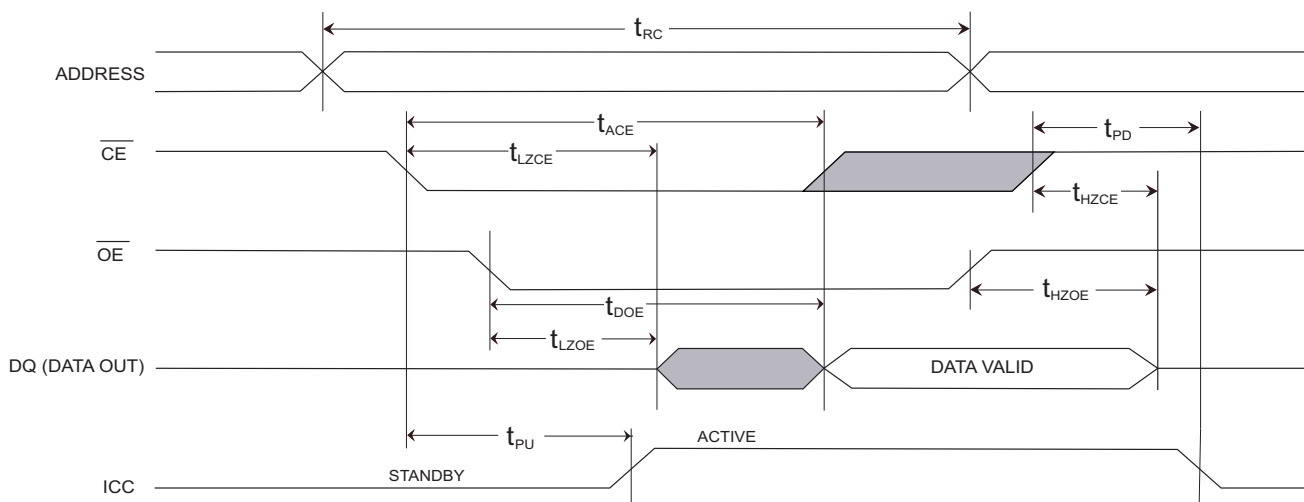 tRC
ADDRESS
tACE
tPD
CE
tLZCE
tHZCE
OE
tHZOE
tDOE
tLZOE
DQ (DATA OUT)
DATA VALID
tPU
ACTIVE
STANDBY
ICC